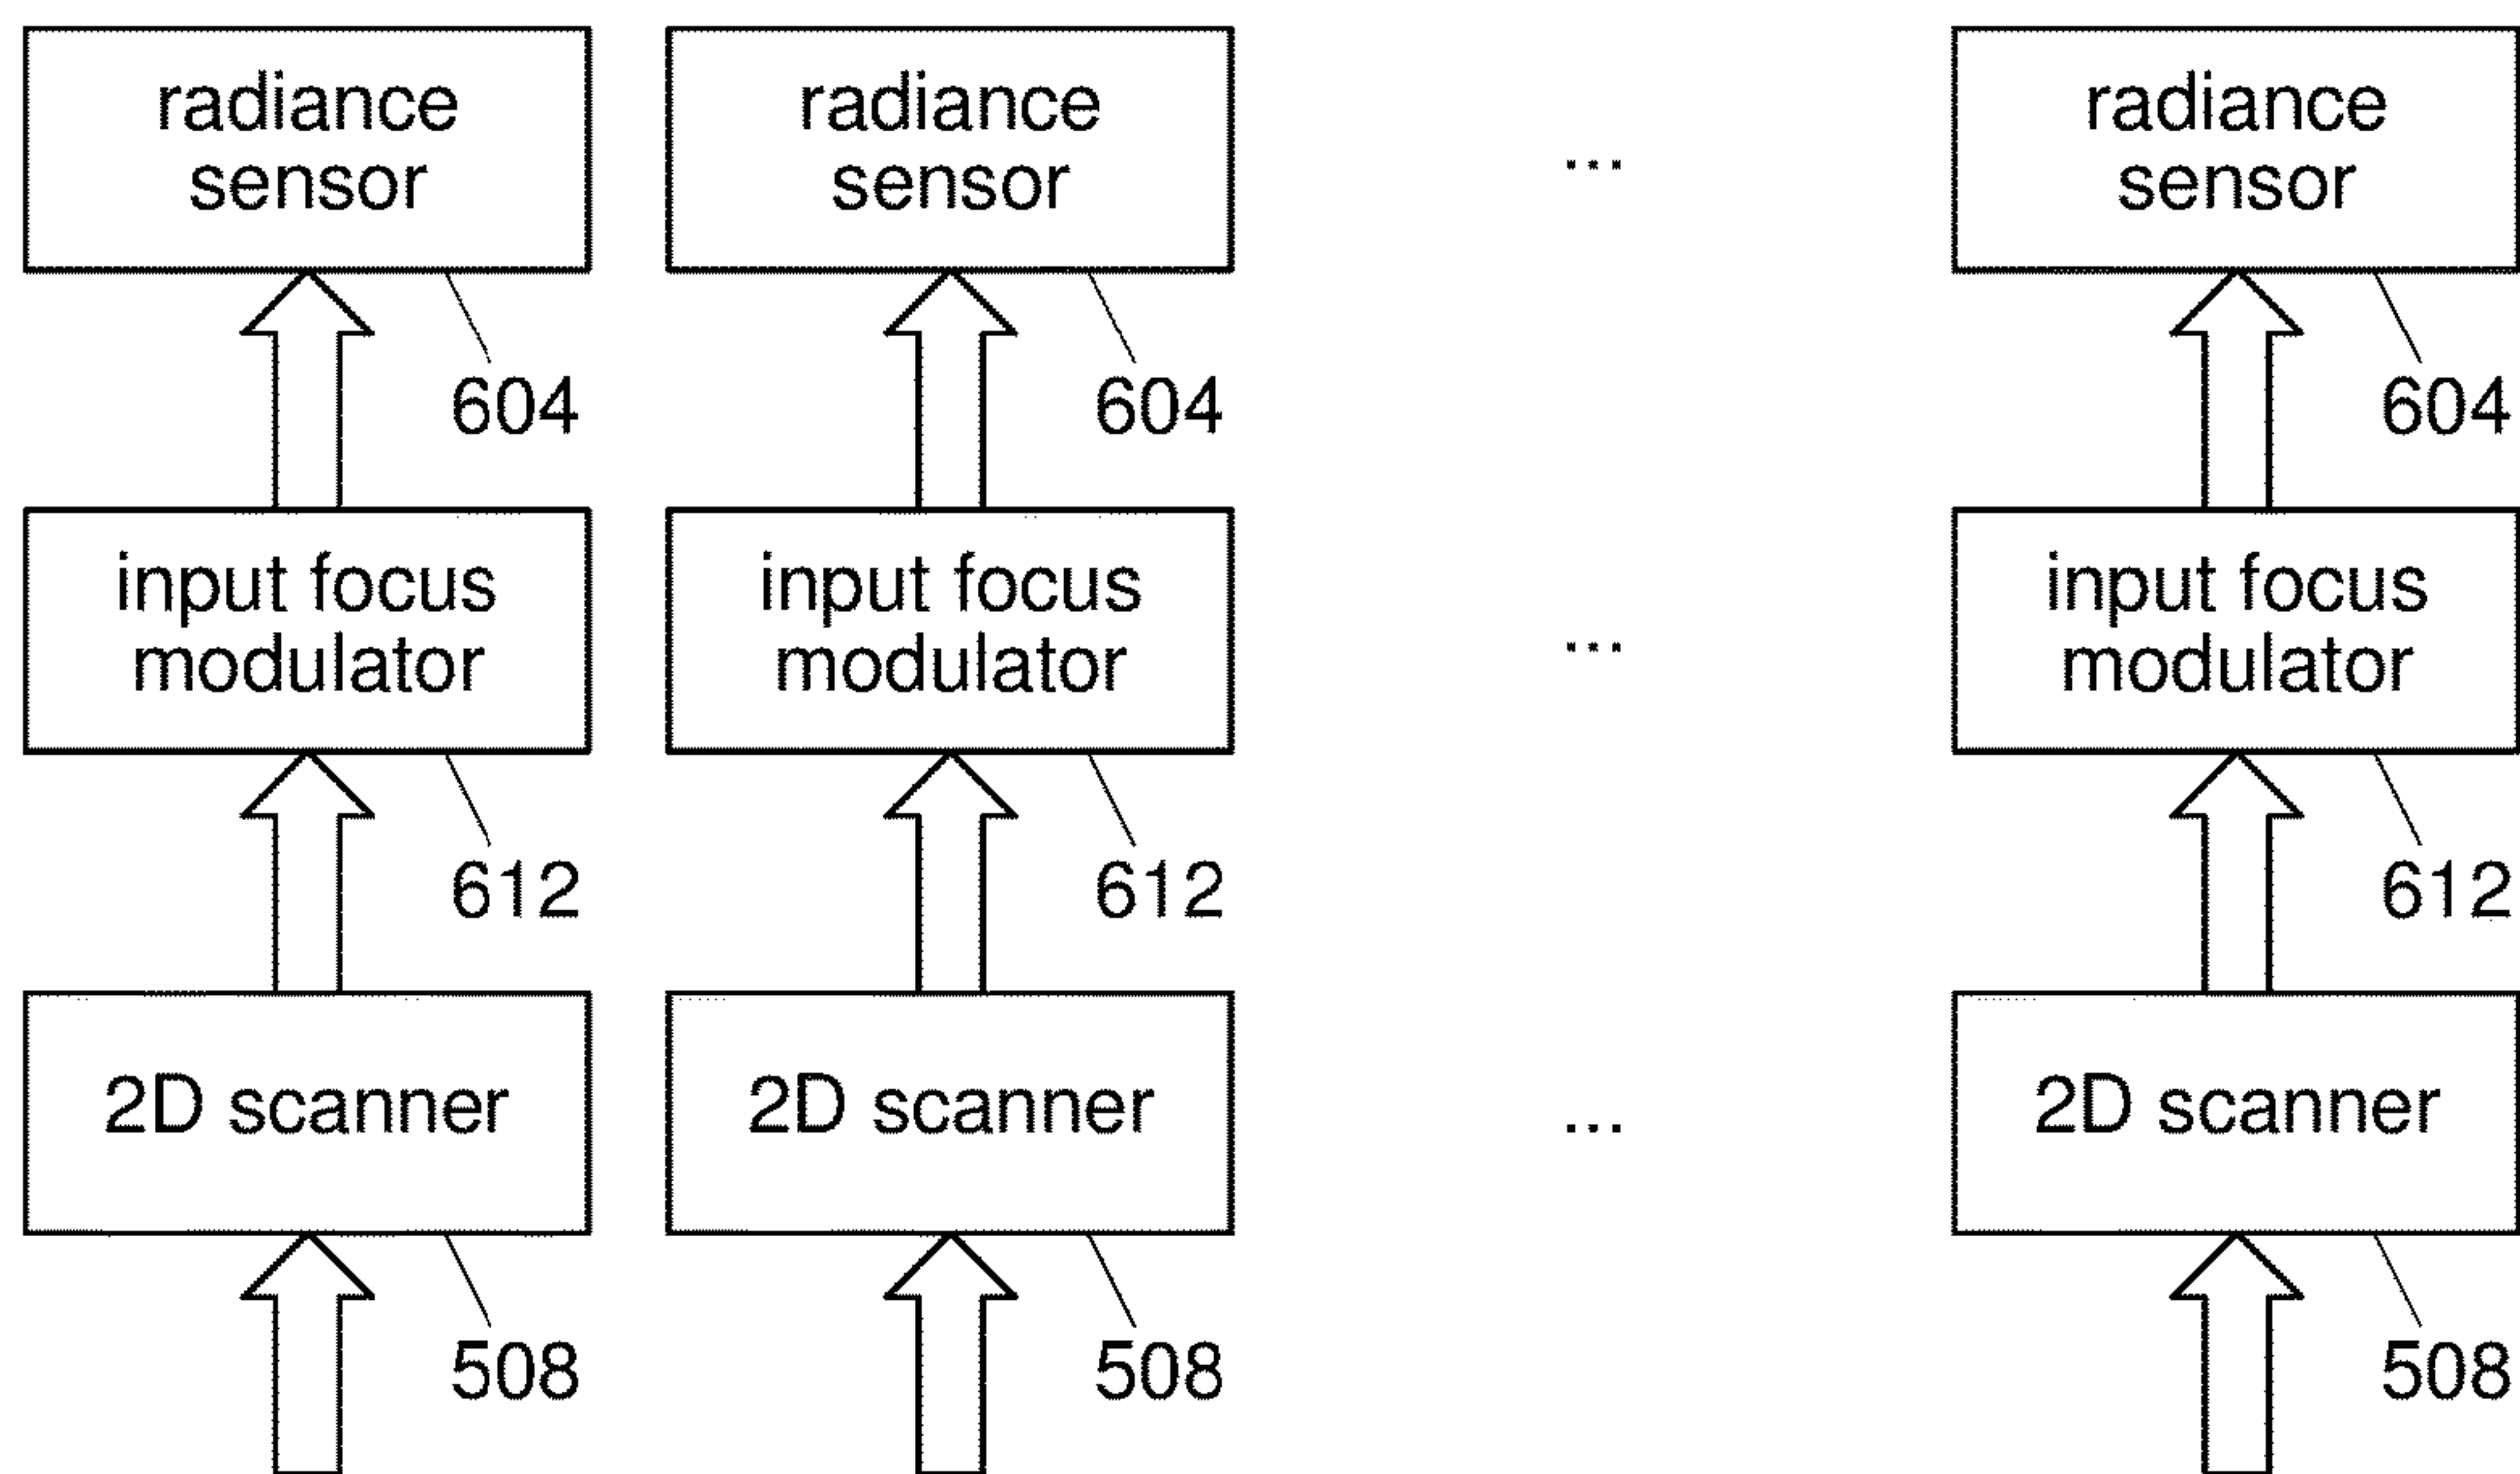 radiance radiance radiance
sensor sensor ... sensor
604 604 604
input focus input focus input focus
modulator modulator ... modulator
612 612 612
2D scanner 2D scanner ... 2D scanner
508 508 508